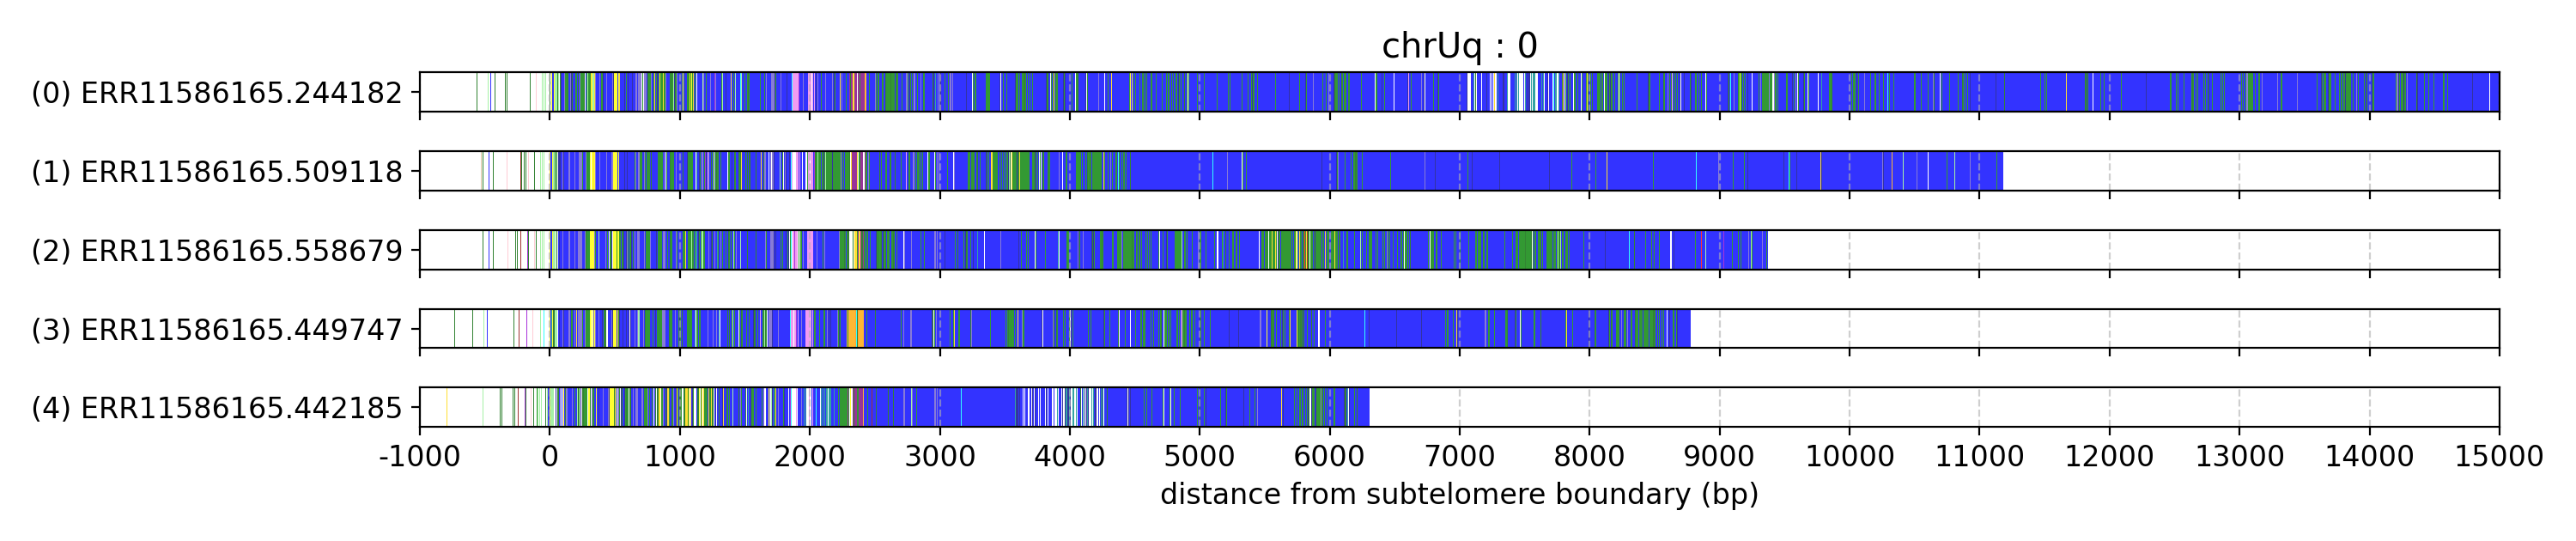 chrUq : 0
(0) ERR11586165.244182
(1) ERR11586165.509118
(2) ERR11586165.558679
(3) ERR11586165.449747
(4) ERR11586165.442185
-1000 0 1000 2000 3000 4000 5000 6000 7000 8000 9000 10000 11000 12000 13000 14000 15000
distance from subtelomere boundary (bp)